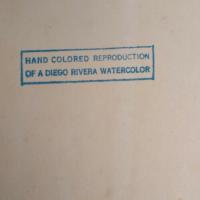 HAND COLORED REPRODUCTION
OF A DIEGO RIVERA WATERCOLOR